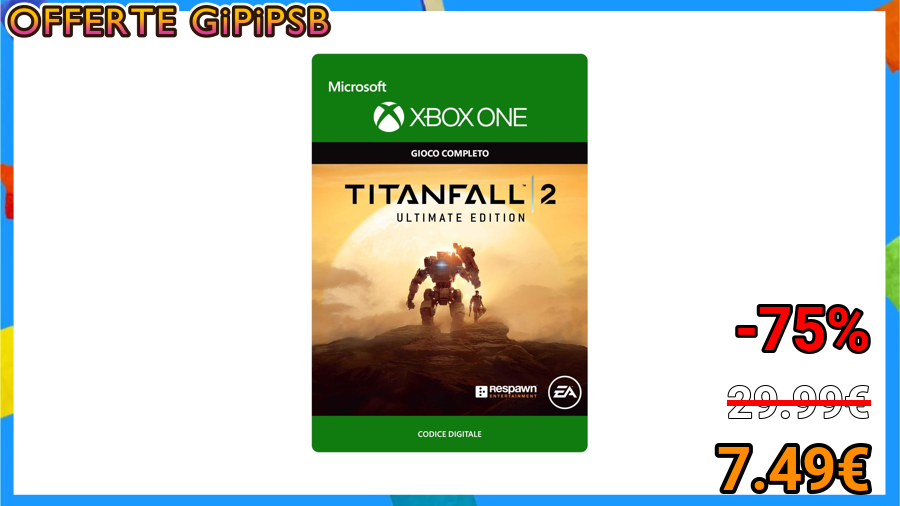 OFFERTE GiPiPSB
Microsoft
XBOX ONE
GIOCO COMPLETO
TITANFALL™ 2
ULTIMATE EDITION
respawn
ENTERTAINMENT
EA
CODICE DIGITALE
-75%
29.99€
7.49€